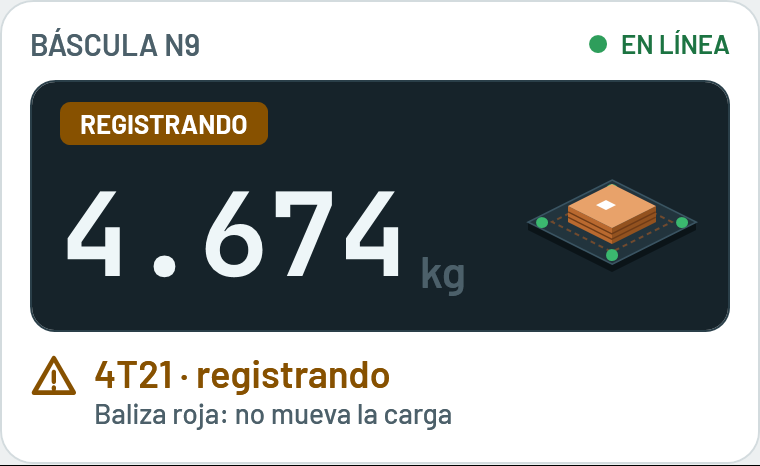 BÁSCULA N9
EN LÍNEA
REGISTRANDO
4.674 kg
4T21 · registrando
Baliza roja: no mueva la carga